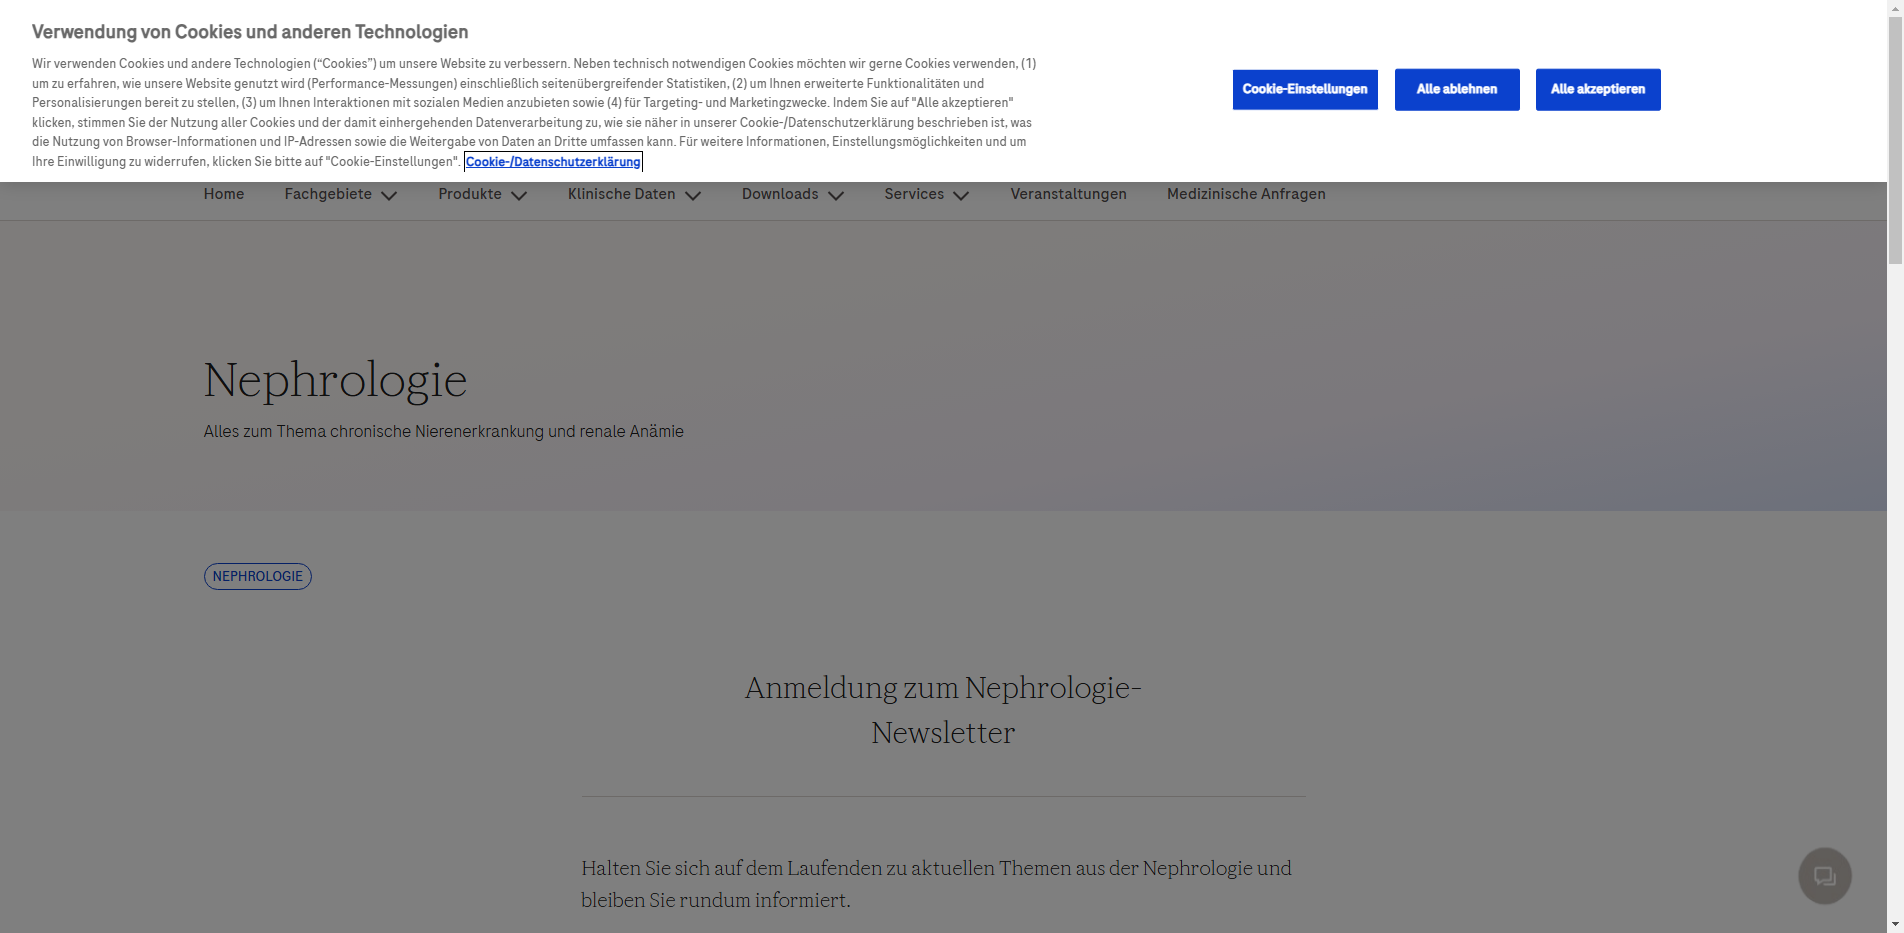 Verwendung von Cookies und anderen Technologien
Wir verwenden Cookies und andere Technologien (“Cookies”) um unsere Website zu verbessern. Neben technisch notwendigen Cookies möchten wir gerne Cookies verwenden, (1)
um zu erfahren, wie unsere Website genutzt wird (Performance-Messungen) einschließlich seitenübergreifender Statistiken, (2) um Ihnen erweiterte Funktionalitäten und
Personalisierungen bereit zu stellen, (3) um Ihnen Interaktionen mit sozialen Medien anzubieten sowie (4) für Targeting- und Marketingzwecke. Indem Sie auf "Alle akzeptieren"
klicken, stimmen Sie der Nutzung aller Cookies und der damit einhergehenden Datenverarbeitung zu, wie sie näher in unserer Cookie-/Datenschutzerklärung beschrieben ist, was
die Nutzung von Browser-Informationen und IP-Adressen sowie die Weitergabe von Daten an Dritte umfassen kann. Für weitere Informationen, Einstellungsmöglichkeiten und um
Ihre Einwilligung zu widerrufen, klicken Sie bitte auf "Cookie-Einstellungen". Cookie-/Datenschutzerklärung
Cookie-Einstellungen
Alle ablehnen
Alle akzeptieren
Home Fachgebiete Produkte Klinische Daten Downloads Services Veranstaltungen Medizinische Anfragen
Nephrologie
Alles zum Thema chronische Nierenerkrankung und renale Anämie
NEPHROLOGIE
Anmeldung zum Nephrologie-
Newsletter
Halten Sie sich auf dem Laufenden zu aktuellen Themen aus der Nephrologie und
bleiben Sie rundum informiert.